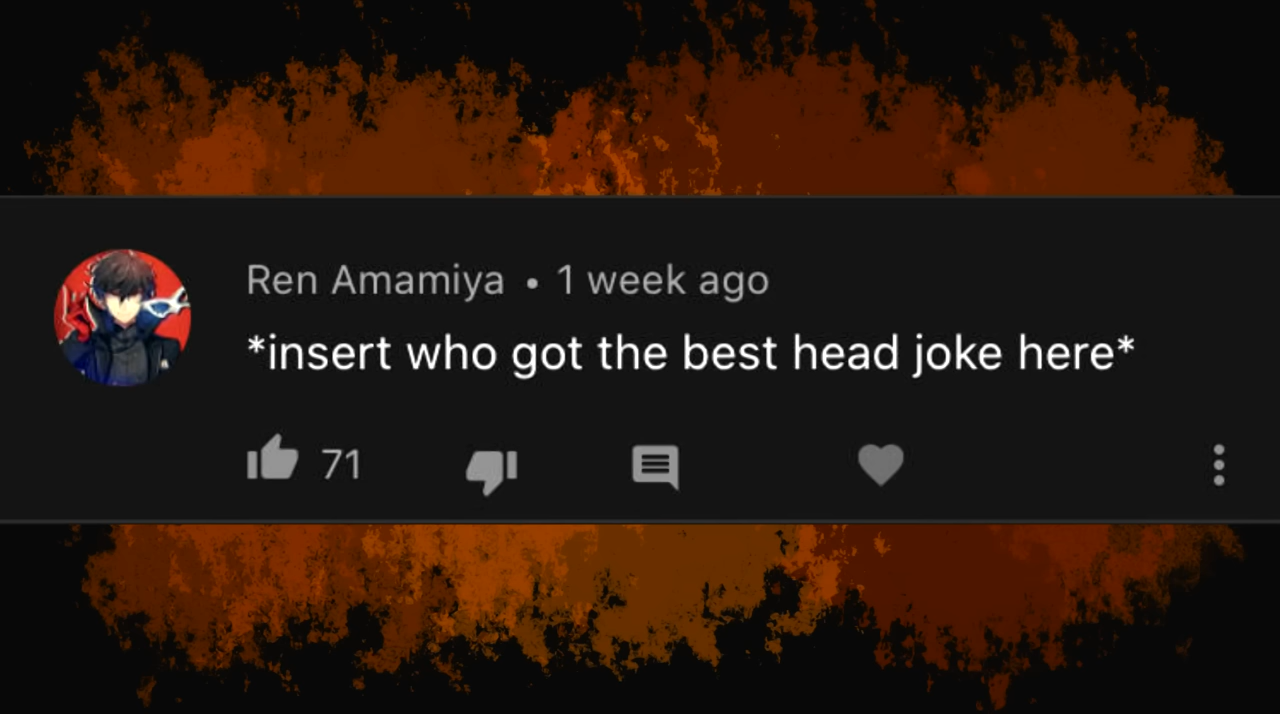 Ren Amamiya • 1 week ago
*insert who got the best head joke here*
71